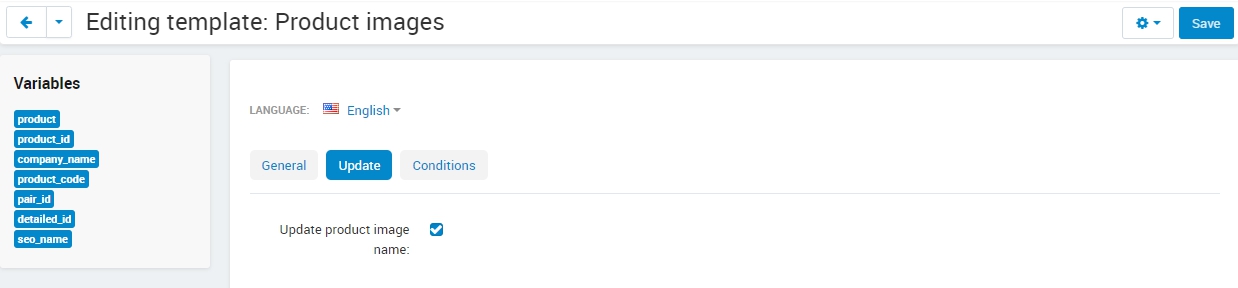 Editing template: Product images
Save
Variables
product
product_id
company_name
product_code
pair_id
detailed_id
seo_name
LANGUAGE: English
General Update Conditions
Update product image
name: